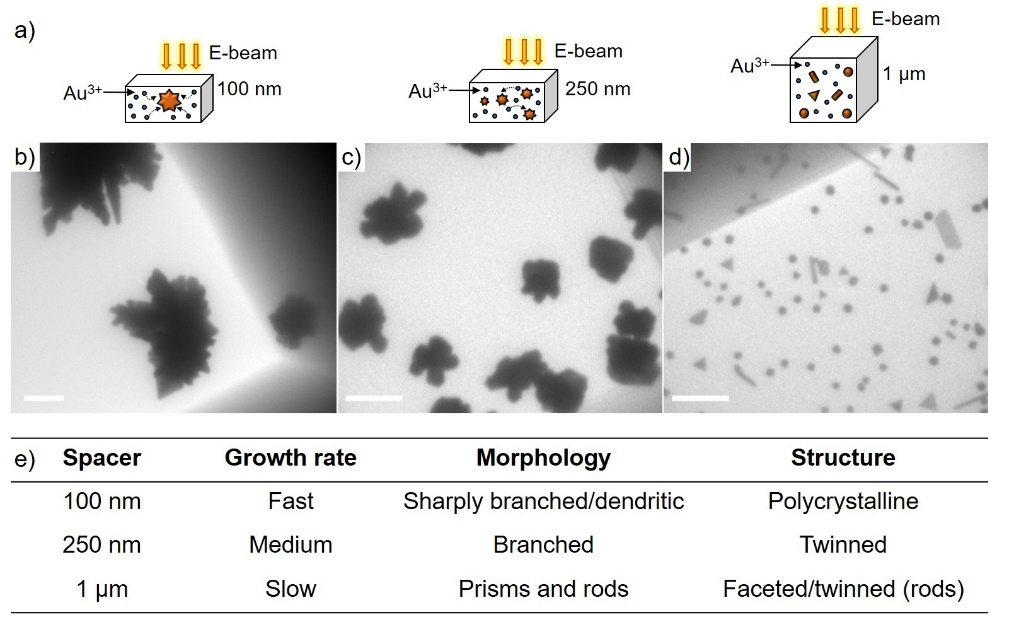 a)
E-beam
Au³⁺
100 nm
E-beam
Au³⁺
250 nm
E-beam
Au³⁺
1 µm
b)
c)
d)
e) Spacer Growth rate Morphology Structure
100 nm Fast Sharply branched/dendritic Polycrystalline
250 nm Medium Branched Twinned
1 µm Slow Prisms and rods Faceted/twinned (rods)